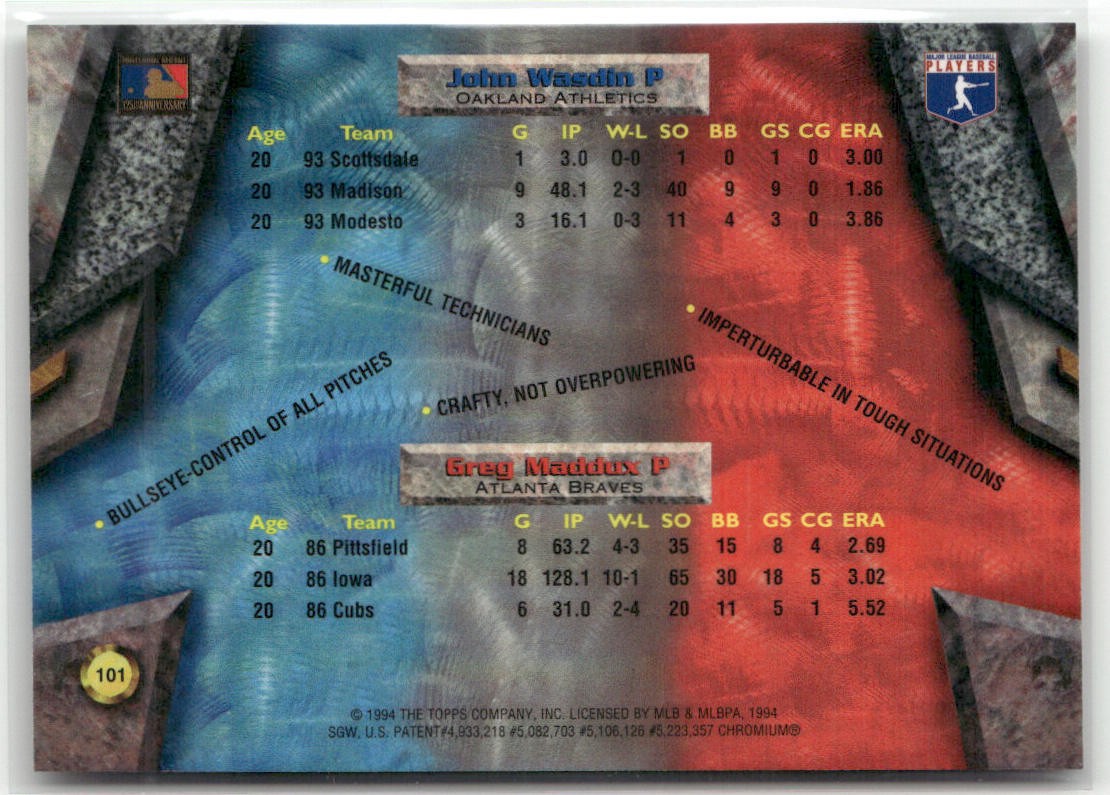 PROFESSIONAL BASEBALL
125th ANNIVERSARY
MAJOR LEAGUE BASEBALL
PLAYERS
John Wasdin P
OAKLAND ATHLETICS
Age Team G IP W-L SO BB GS CG ERA
20 93 Scottsdale 1 3.0 0-0 1 0 1 0 3.00
20 93 Madison 9 48.1 2-3 40 9 9 0 1.86
20 93 Modesto 3 16.1 0-3 11 4 3 0 3.86
• MASTERFUL TECHNICIANS
• IMPERTURBABLE IN TOUGH SITUATIONS
• CRAFTY, NOT OVERPOWERING
• BULLSEYE-CONTROL OF ALL PITCHES
Greg Maddux P
ATLANTA BRAVES
Age Team G IP W-L SO BB GS CG ERA
20 86 Pittsfield 8 63.2 4-3 35 15 8 4 2.69
20 86 Iowa 18 128.1 10-1 65 30 18 5 3.02
20 86 Cubs 6 31.0 2-4 20 11 5 1 5.52
101
© 1994 THE TOPPS COMPANY, INC. LICENSED BY MLB & MLBPA, 1994
SGW, U.S. PATENT#4,933,218 #5,082,703 #5,106,126 #5,223,357 CHROMIUM®